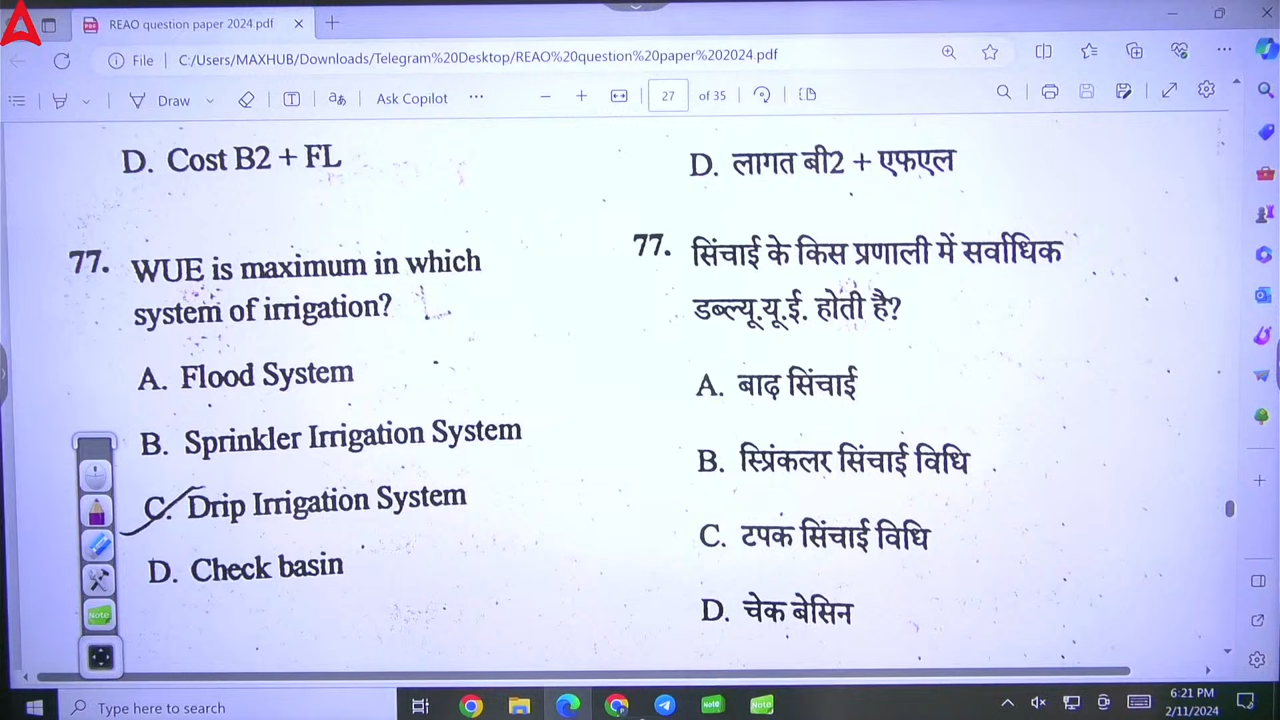 REAO question paper 2024.pdf
File
C:/Users/MAXHUB/Downloads/Telegram%20Desktop/REAO%20question%20paper%202024.pdf
Draw
Ask Copilot
27 of 35
D. Cost B2 + FL
77. WUE is maximum in which
system of irrigation?
A. Flood System
B. Sprinkler Irrigation System
C. Drip Irrigation System
D. Check basin
D. लागत बी2 + एफएल
77. सिंचाई के किस प्रणाली में सर्वाधिक
डब्ल्यू.यू.ई. होती है?
A. बाढ़ सिंचाई
B. स्प्रिंकलर सिंचाई विधि
C. टपक सिंचाई विधि
D. चेक बेसिन
Note
Type here to search
Note
Note
6:21 PM
2/11/2024